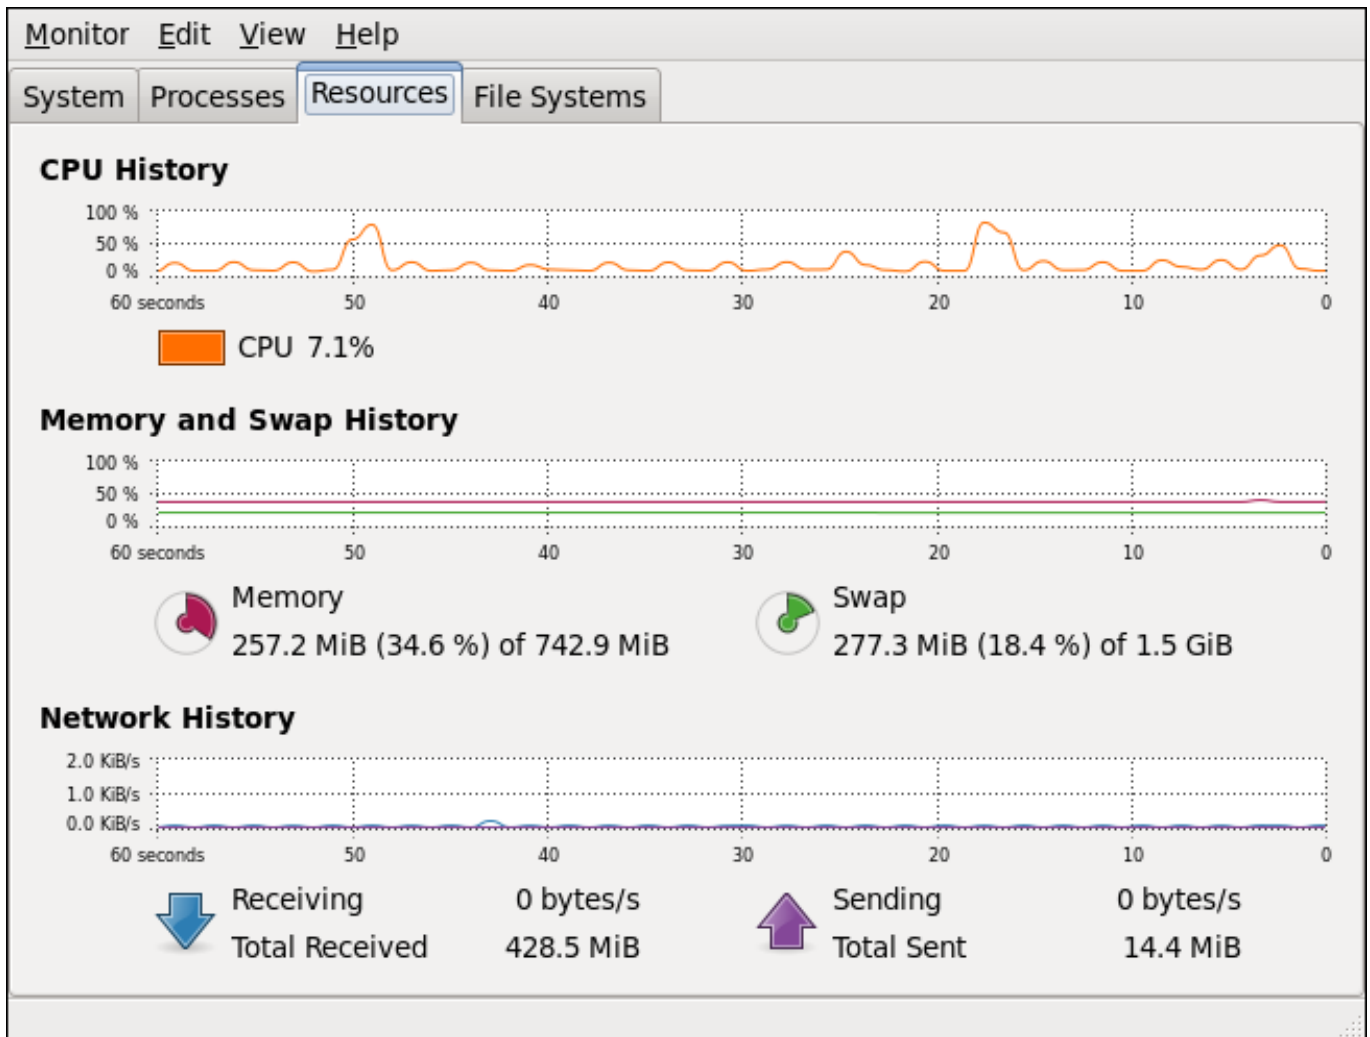 Monitor Edit View Help
System Processes Resources File Systems
CPU History
100 %
50 %
0 %
60 seconds 50 40 30 20 10 0
CPU 7.1%
Memory and Swap History
100 %
50 %
0 %
60 seconds 50 40 30 20 10 0
Memory Swap
257.2 MiB (34.6 %) of 742.9 MiB 277.3 MiB (18.4 %) of 1.5 GiB
Network History
2.0 KiB/s
1.0 KiB/s
0.0 KiB/s
60 seconds 50 40 30 20 10 0
Receiving 0 bytes/s Sending 0 bytes/s
Total Received 428.5 MiB Total Sent 14.4 MiB